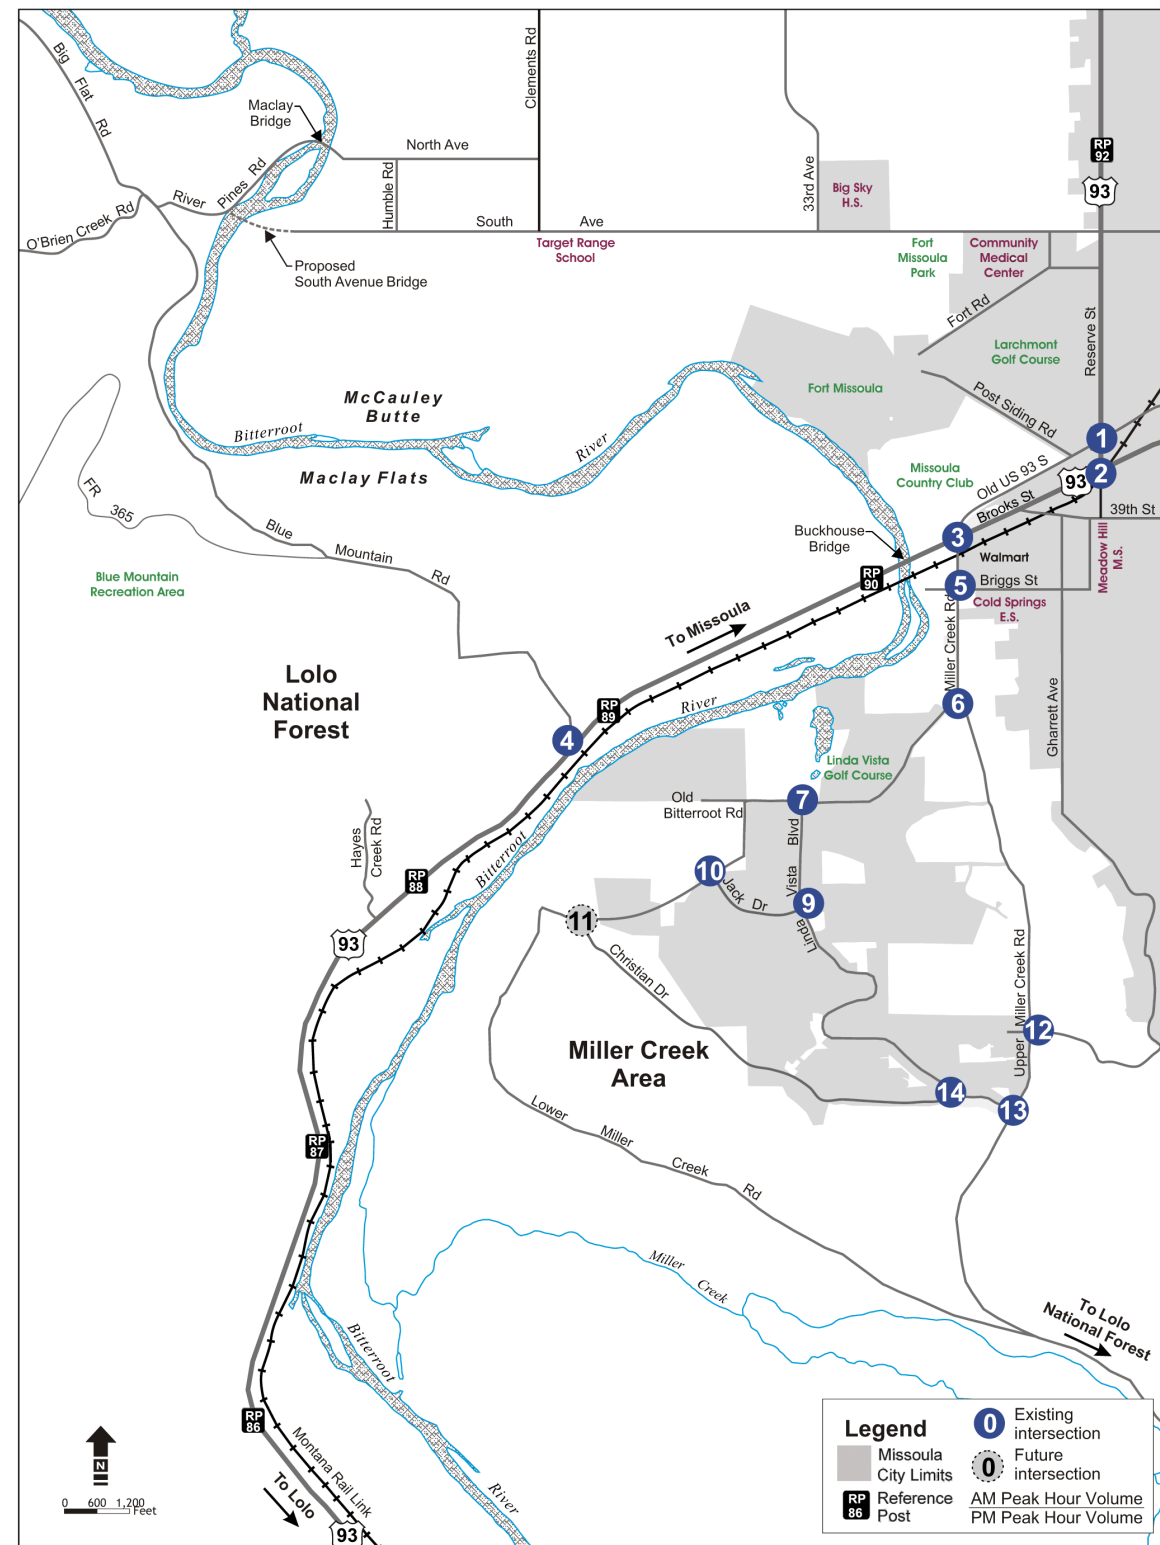 Big
Flat
Rd
Clements Rd
Maclay
Bridge
North Ave
RP
92
93
33rd Ave
Big Sky
H.S.
Humble Rd
Pines Rd
River
O'Brien Creek Rd
South
Ave
Target Range
School
Fort
Missoula
Park
Community
Medical
Center
Proposed
South Avenue Bridge
Fort Rd
Reserve St
Larchmont
Golf Course
Fort Missoula
McCauley
Butte
Post Siding Rd
Bitterroot
River
1
Maclay Flats
Missoula
Country Club
Old US 93 S
93
2
FR
365
Brooks St
39th St
Blue
Mountain
Rd
Buckhouse
Bridge
3
Walmart
Meadow Hill
M.S.
Blue Mountain
Recreation Area
RP
90
5
Briggs St
Cold Springs
E.S.
To Missoula
Miller Creek Rd
Lolo
National
Forest
RP
89
River
6
Gharrett Ave
4
Linda Vista
Golf Course
Old
Bitterroot Rd
7
Blvd
Vista
Linda
Hayes
Creek Rd
Bitterroot
RP
88
10
Jack
Dr
9
11
93
Christian Dr
Upper Miller Creek Rd
12
Miller Creek
Area
14
13
Lower
Miller
Creek
Rd
RP
87
Miller
Creek
To Lolo
National Forest
Bitterroot
RP
86
Montana Rail Link
To Lolo
River
93
N
0 600 1,200
Feet
Legend
Missoula
City Limits
RP
86
Reference
Post
0
Existing
intersection
0
Future
intersection
AM Peak Hour Volume
PM Peak Hour Volume